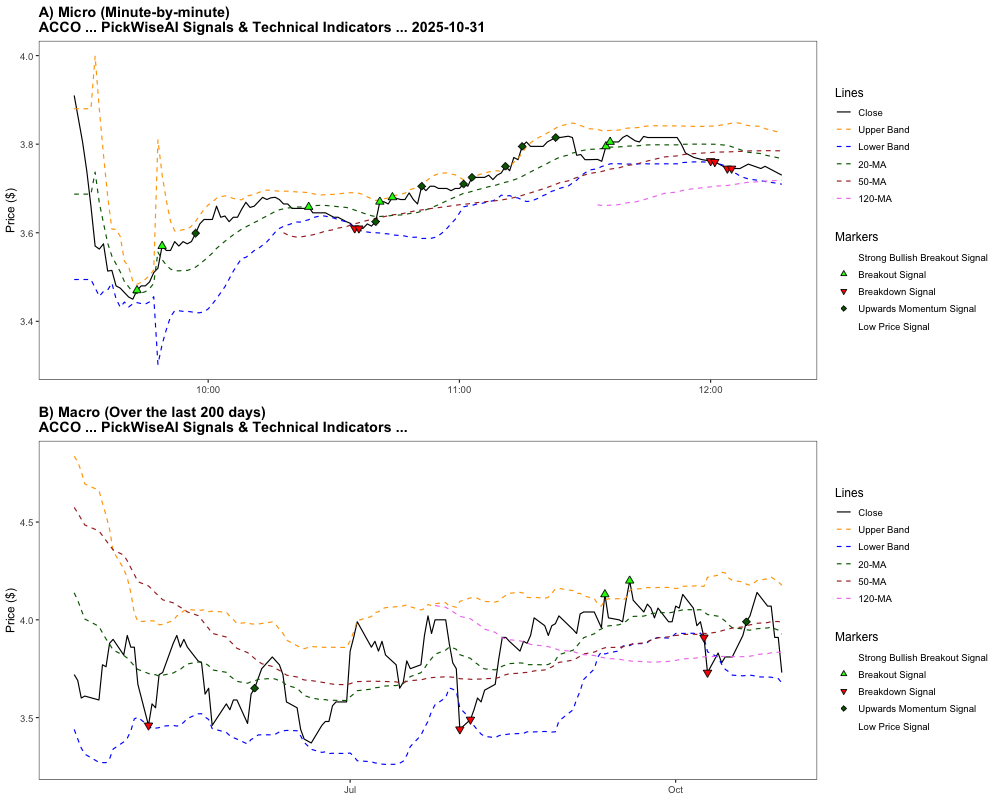 A) Micro (Minute-by-minute)
ACCO ... PickWiseAI Signals & Technical Indicators ... 2025-10-31
Price ($)
4.0
3.8
3.6
3.4
10:00
11:00
12:00
Lines
Close
Upper Band
Lower Band
20-MA
50-MA
120-MA
Markers
Strong Bullish Breakout Signal
Breakout Signal
Breakdown Signal
Upwards Momentum Signal
Low Price Signal
B) Macro (Over the last 200 days)
ACCO ... PickWiseAI Signals & Technical Indicators ...
Price ($)
4.5
4.0
3.5
Jul
Oct
Lines
Close
Upper Band
Lower Band
20-MA
50-MA
120-MA
Markers
Strong Bullish Breakout Signal
Breakout Signal
Breakdown Signal
Upwards Momentum Signal
Low Price Signal